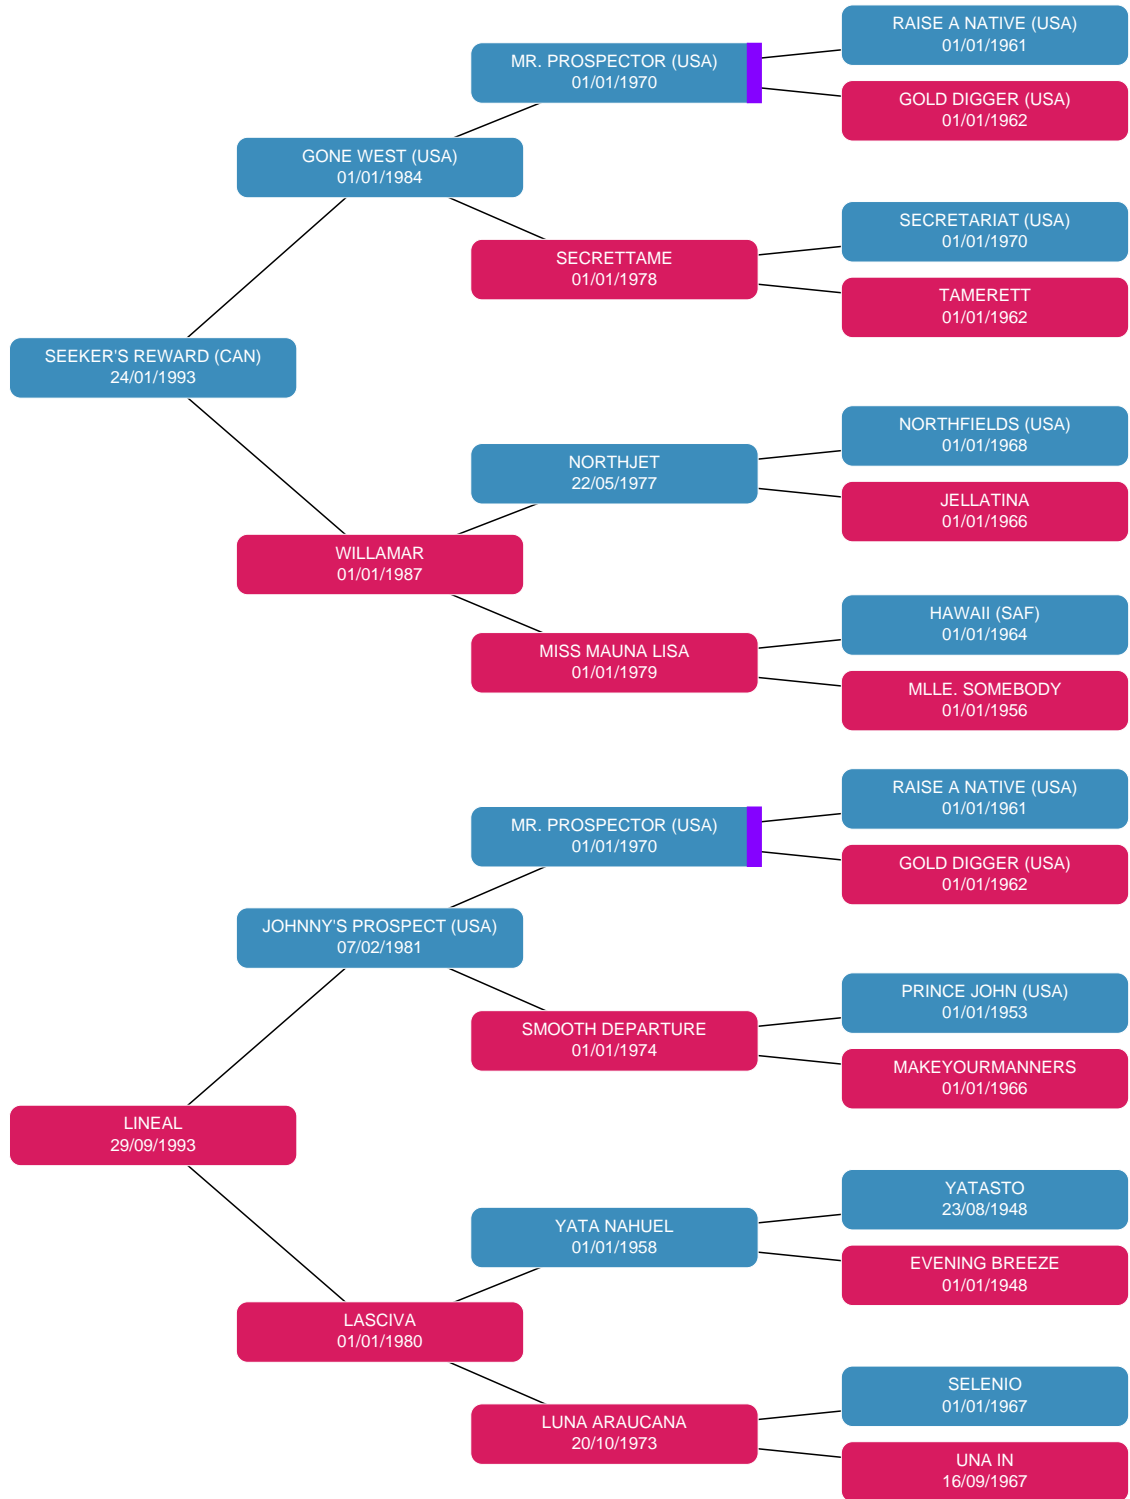 RAISE A NATIVE (USA)
01/01/1961
MR. PROSPECTOR (USA)
01/01/1970
GOLD DIGGER (USA)
01/01/1962
GONE WEST (USA)
01/01/1984
SECRETARIAT (USA)
01/01/1970
SECRETTAME
01/01/1978
TAMERETT
01/01/1962
SEEKER'S REWARD (CAN)
24/01/1993
NORTHFIELDS (USA)
01/01/1968
NORTHJET
22/05/1977
JELLATINA
01/01/1966
WILLAMAR
01/01/1987
HAWAII (SAF)
01/01/1964
MISS MAUNA LISA
01/01/1979
MLLE. SOMEBODY
01/01/1956
RAISE A NATIVE (USA)
01/01/1961
MR. PROSPECTOR (USA)
01/01/1970
GOLD DIGGER (USA)
01/01/1962
JOHNNY'S PROSPECT (USA)
07/02/1981
PRINCE JOHN (USA)
01/01/1953
SMOOTH DEPARTURE
01/01/1974
MAKEYOURMANNERS
01/01/1966
LINEAL
29/09/1993
YATASTO
23/08/1948
YATA NAHUEL
01/01/1958
EVENING BREEZE
01/01/1948
LASCIVA
01/01/1980
SELENIO
01/01/1967
LUNA ARAUCANA
20/10/1973
UNA IN
16/09/1967